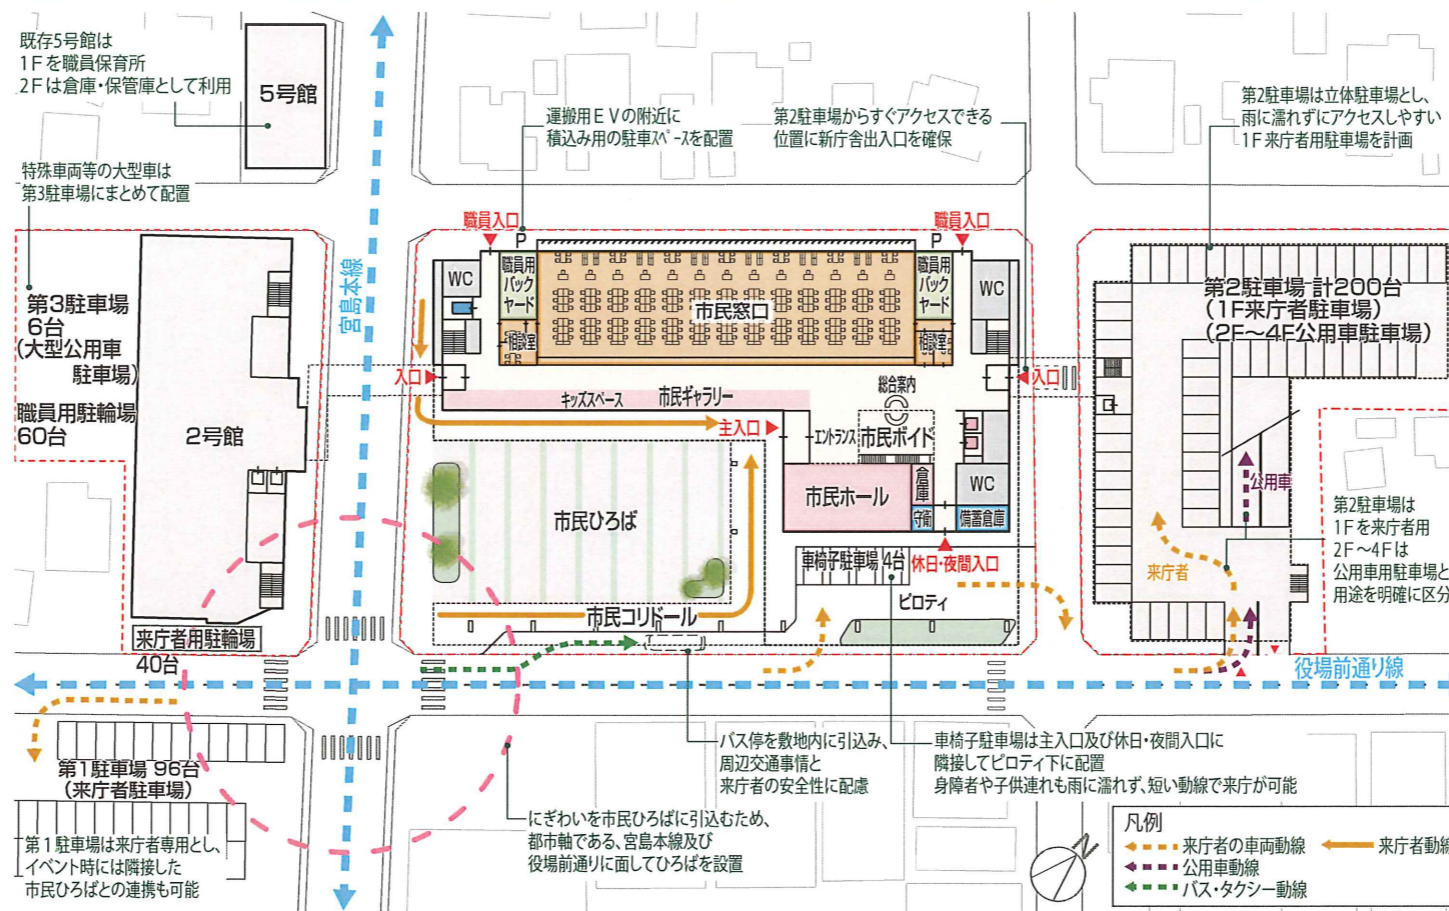 既存5号館は
1Fを職員保育所
2Fは倉庫・保管庫として利用
5号館
特殊車両等の大型車は
第3駐車場にまとめて配置
運搬用EVの附近に
積込み用の駐車スペースを配置
第2駐車場からすぐアクセスできる
位置に新庁舎出入口を確保
第2駐車場は立体駐車場とし、
雨に濡れずにアクセスしやすい
1F来庁者用駐車場を計画
職員入口
P
職員入口
P
宮島本線
WC
職員用
バック
ヤード
市民窓口
職員用
バック
ヤード
WC
相談室
相談室
第3駐車場
6台
(大型公用車
駐車場)
職員用駐輪場
60台
2号館
第2駐車場 計200台
(1F来庁者駐車場)
(2F〜4F公用車駐車場)
入口
入口
キッズスペース
市民ギャラリー
総合案内
主入口
エントランス
市民ボイド
市民ホール
倉庫
守衛
WC
備蓄倉庫
市民ひろば
公用車
来庁者
第2駐車場は
1Fを来庁者用
2F〜4Fは
公用車用駐車場と
用途を明確に区分
車椅子駐車場 4台
休日・夜間入口
ピロティ
市民コリドール
来庁者用駐輪場
40台
役場前通り線
第1駐車場 96台
(来庁者駐車場)
第1駐車場は来庁者専用とし、
イベント時には隣接した
市民ひろばとの連携も可能
バス停を敷地内に引込み、
周辺交通事情と
来庁者の安全性に配慮
車椅子駐車場は主入口及び休日・夜間入口に
隣接してピロティ下に配置
身障者や子供連れも雨に濡れず、短い動線で来庁が可能
にぎわいを市民ひろばに引込むため、
都市軸である、宮島本線及び
役場前通りに面してひろばを設置
N
凡例
来庁者の車両動線
来庁者動線
公用車動線
バス・タクシー動線